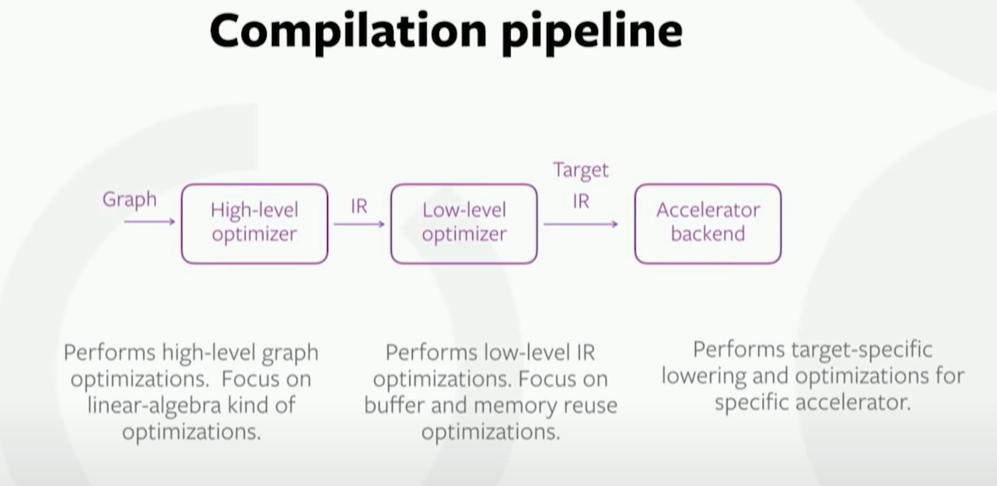 Compilation pipeline
Graph
High-level
optimizer
IR
Low-level
optimizer
Target
IR
Accelerator
backend
Performs high-level graph
optimizations. Focus on
linear-algebra kind of
optimizations.
Performs low-level IR
optimizations. Focus on
buffer and memory reuse
optimizations.
Performs target-specific
lowering and optimizations for
specific accelerator.